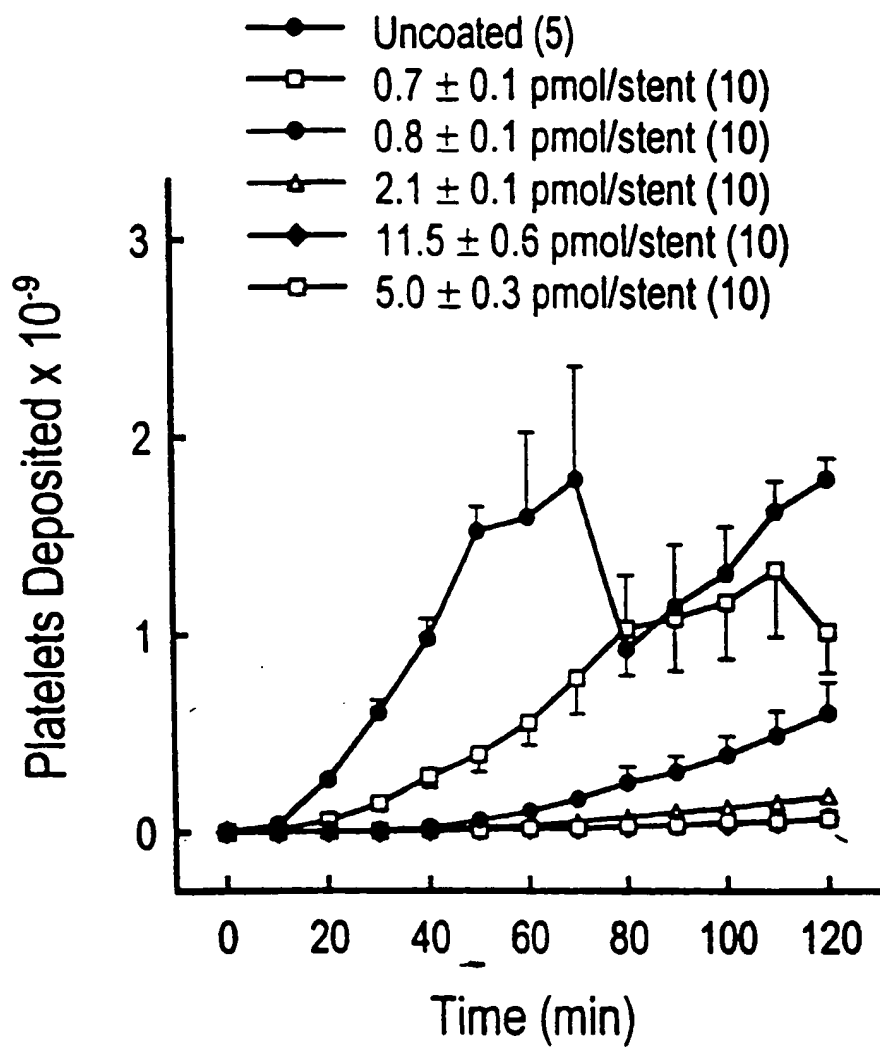 Uncoated (5)
0.7 ± 0.1 pmol/stent (10)
0.8 ± 0.1 pmol/stent (10)
2.1 ± 0.1 pmol/stent (10)
11.5 ± 0.6 pmol/stent (10)
5.0 ± 0.3 pmol/stent (10)
Platelets Deposited x 10⁻⁹
3
2
1
0
0 20 40 60 80 100 120
Time (min)